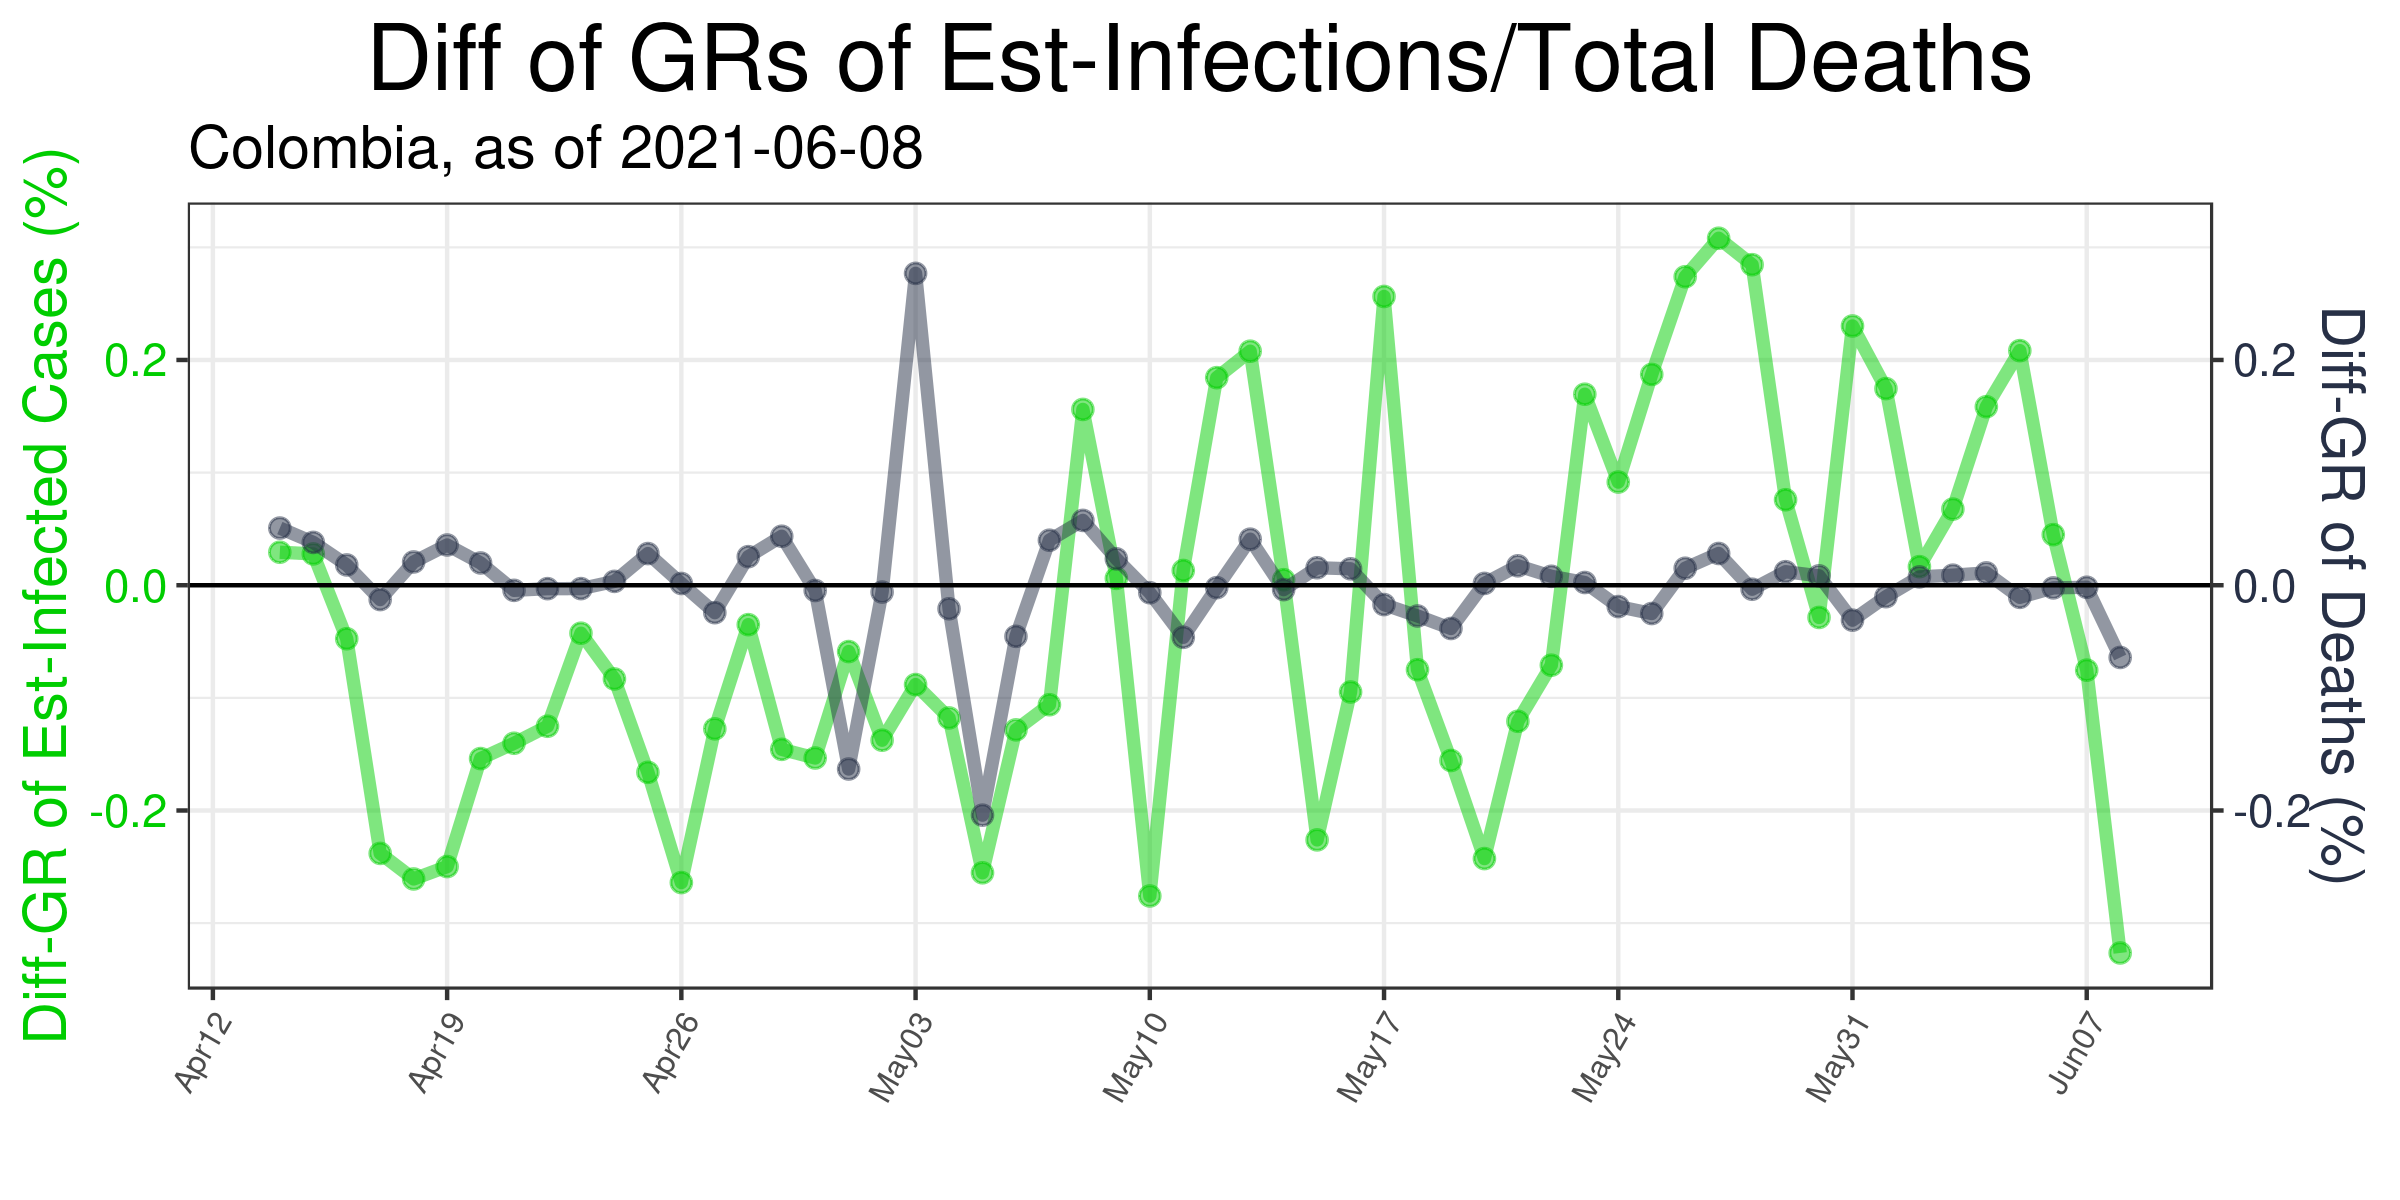 Diff of GRs of Est-Infections/Total Deaths
Colombia, as of 2021-06-08
Diff-GR of Est-Infected Cases (%)
0.2
0.0
-0.2
0.2
0.0
-0.2
Diff-GR of Deaths (%)
Apr12
Apr19
Apr26
May03
May10
May17
May24
May31
Jun07